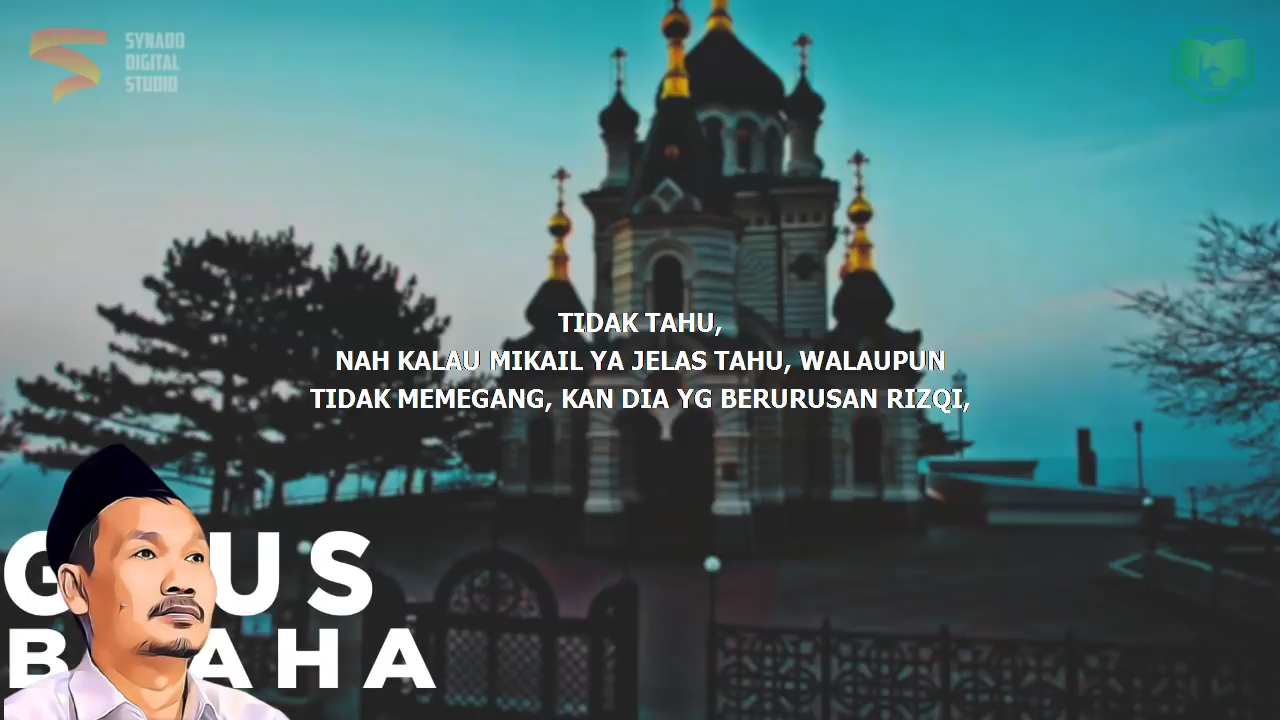 SYNADO
DIGITAL
STUDIO
TIDAK TAHU,
NAH KALAU MIKAIL YA JELAS TAHU, WALAUPUN
TIDAK MEMEGANG, KAN DIA YG BERURUSAN RIZQI,
GUS
BAHA